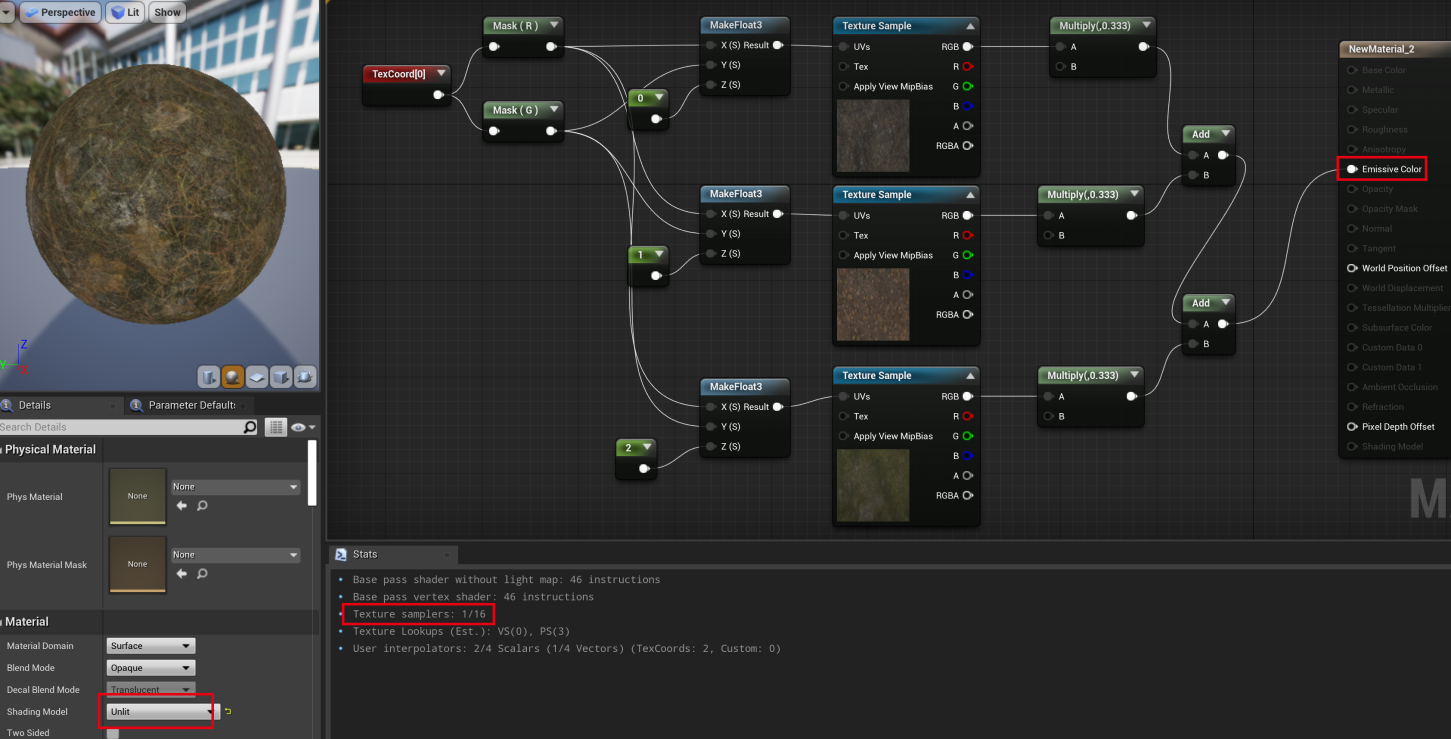 Perspective
Lit
Show
Z
Y
X
TexCoord[0]
Mask ( R )
Mask ( G )
0
1
2
MakeFloat3
X (S) Result
Y (S)
Z (S)
MakeFloat3
X (S) Result
Y (S)
Z (S)
MakeFloat3
X (S) Result
Y (S)
Z (S)
Texture Sample
UVs RGB
Tex R
Apply View MipBias G
B
A
RGBA
Texture Sample
UVs RGB
Tex R
Apply View MipBias G
B
A
RGBA
Texture Sample
UVs RGB
Tex R
Apply View MipBias G
B
A
RGBA
Multiply(,0.333)
A
B
Multiply(,0.333)
A
B
Multiply(,0.333)
A
B
Add
A
B
Add
A
B
NewMaterial_2
Base Color
Metallic
Specular
Roughness
Anisotropy
Emissive Color
Opacity
Opacity Mask
Normal
Tangent
World Position Offset
World Displacement
Tessellation Multiplier
Subsurface Color
Custom Data 0
Custom Data 1
Ambient Occlusion
Refraction
Pixel Depth Offset
Shading Model
M
Details
Parameter Defaults
Search Details
Physical Material
Phys Material
None
None
Phys Material Mask
None
None
Material
Material Domain Surface
Blend Mode Opaque
Decal Blend Mode Translucent
Shading Model Unlit
Two Sided
Stats
Base pass shader without light map: 46 instructions
Base pass vertex shader: 46 instructions
Texture samplers: 1/16
Texture Lookups (Est.): VS(0), PS(3)
User interpolators: 2/4 Scalars (1/4 Vectors) (TexCoords: 2, Custom: 0)